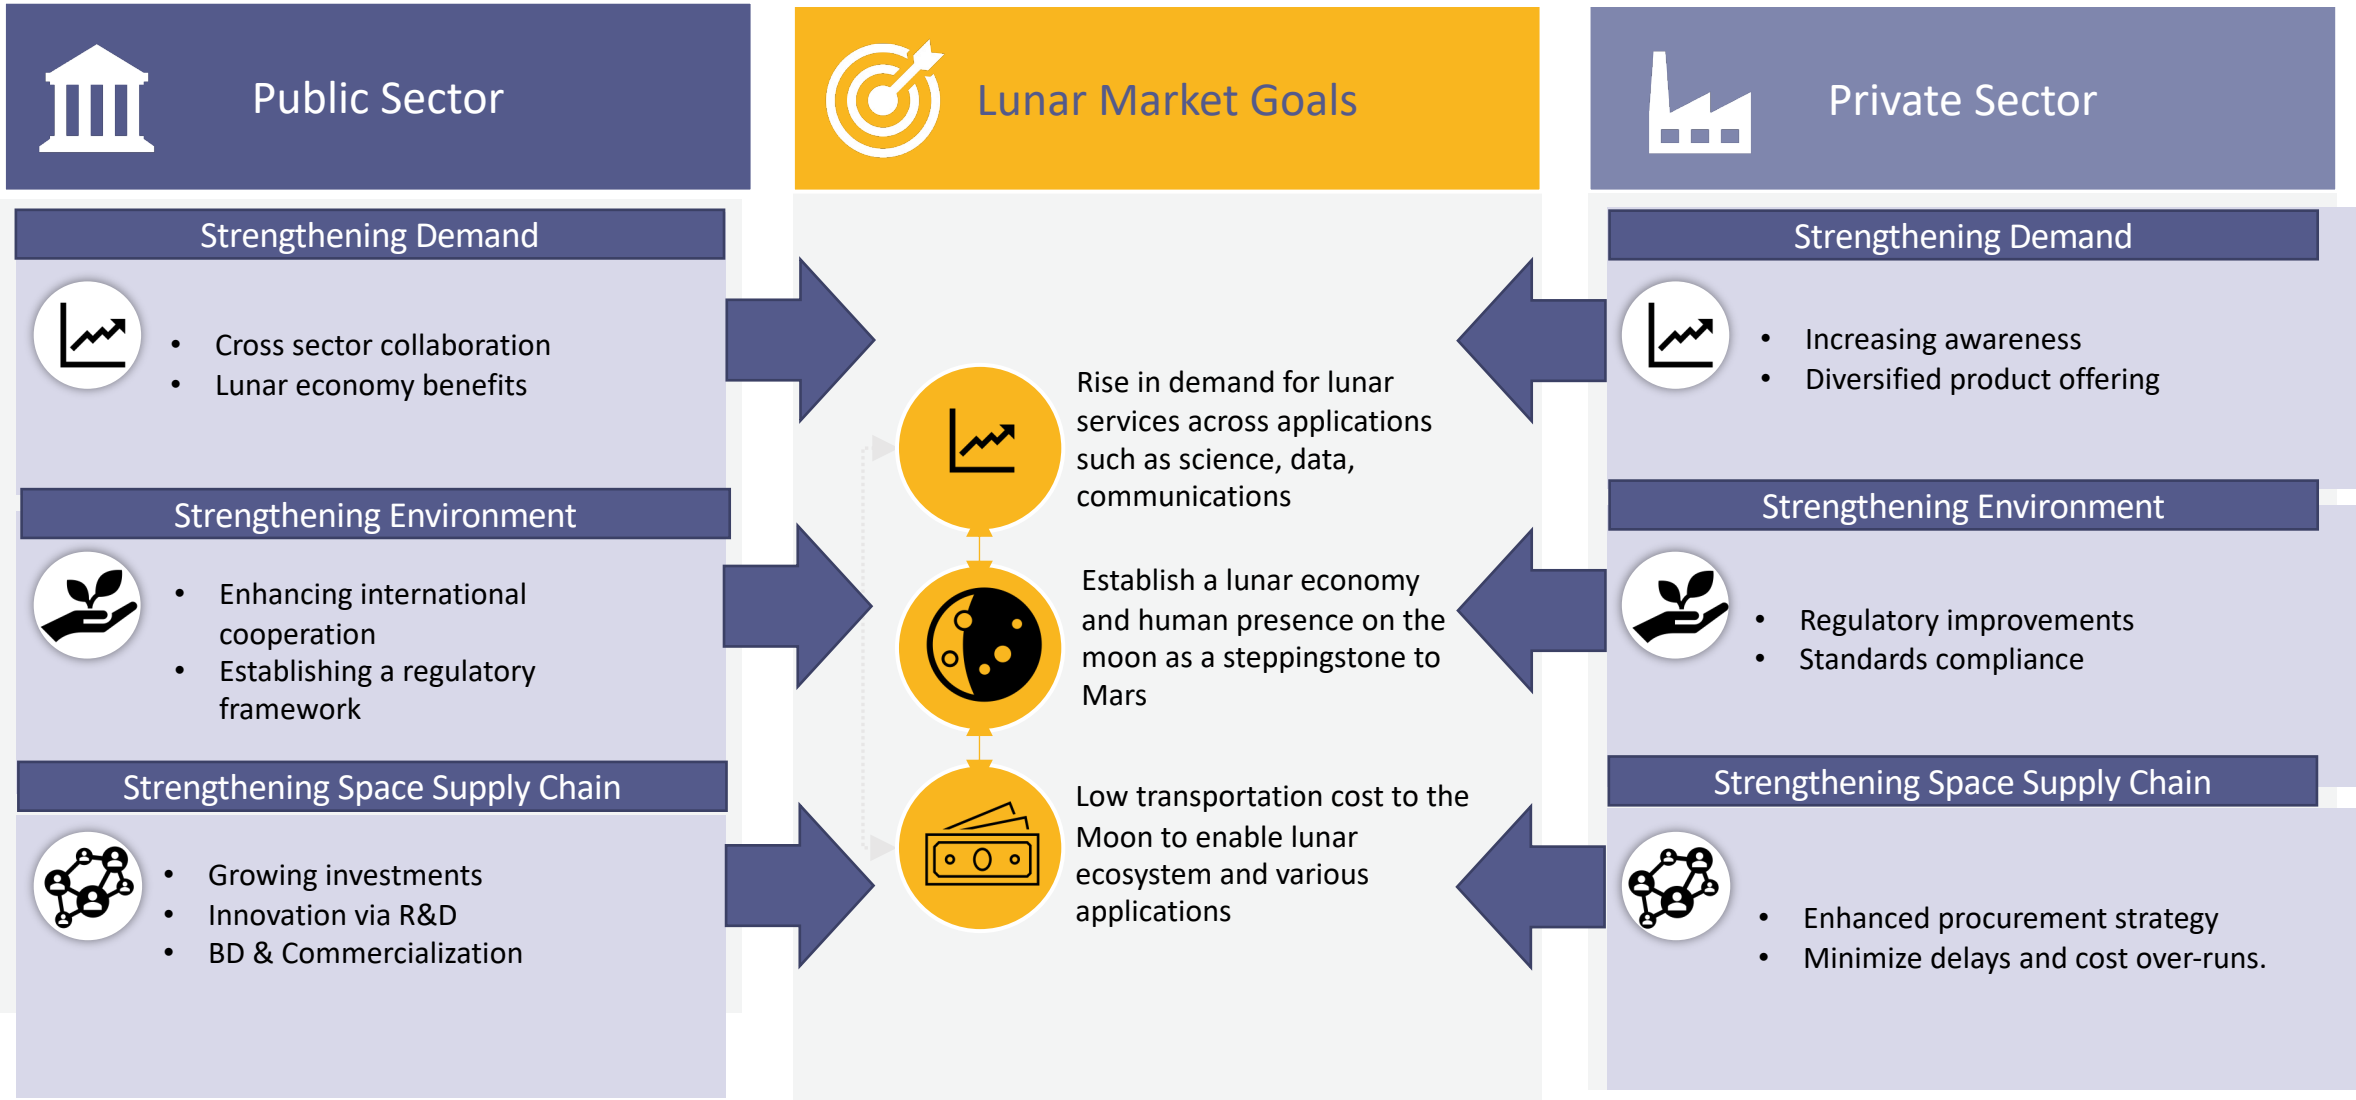 Public Sector
Strengthening Demand
• Cross sector collaboration
• Lunar economy benefits
Strengthening Environment
• Enhancing international
cooperation
• Establishing a regulatory
framework
Strengthening Space Supply Chain
• Growing investments
• Innovation via R&D
• BD & Commercialization
Lunar Market Goals
Rise in demand for lunar
services across applications
such as science, data,
communications
Establish a lunar economy
and human presence on the
moon as a steppingstone to
Mars
Low transportation cost to the
Moon to enable lunar
ecosystem and various
applications
Private Sector
Strengthening Demand
• Increasing awareness
• Diversified product offering
Strengthening Environment
• Regulatory improvements
• Standards compliance
Strengthening Space Supply Chain
• Enhanced procurement strategy
• Minimize delays and cost over-runs.